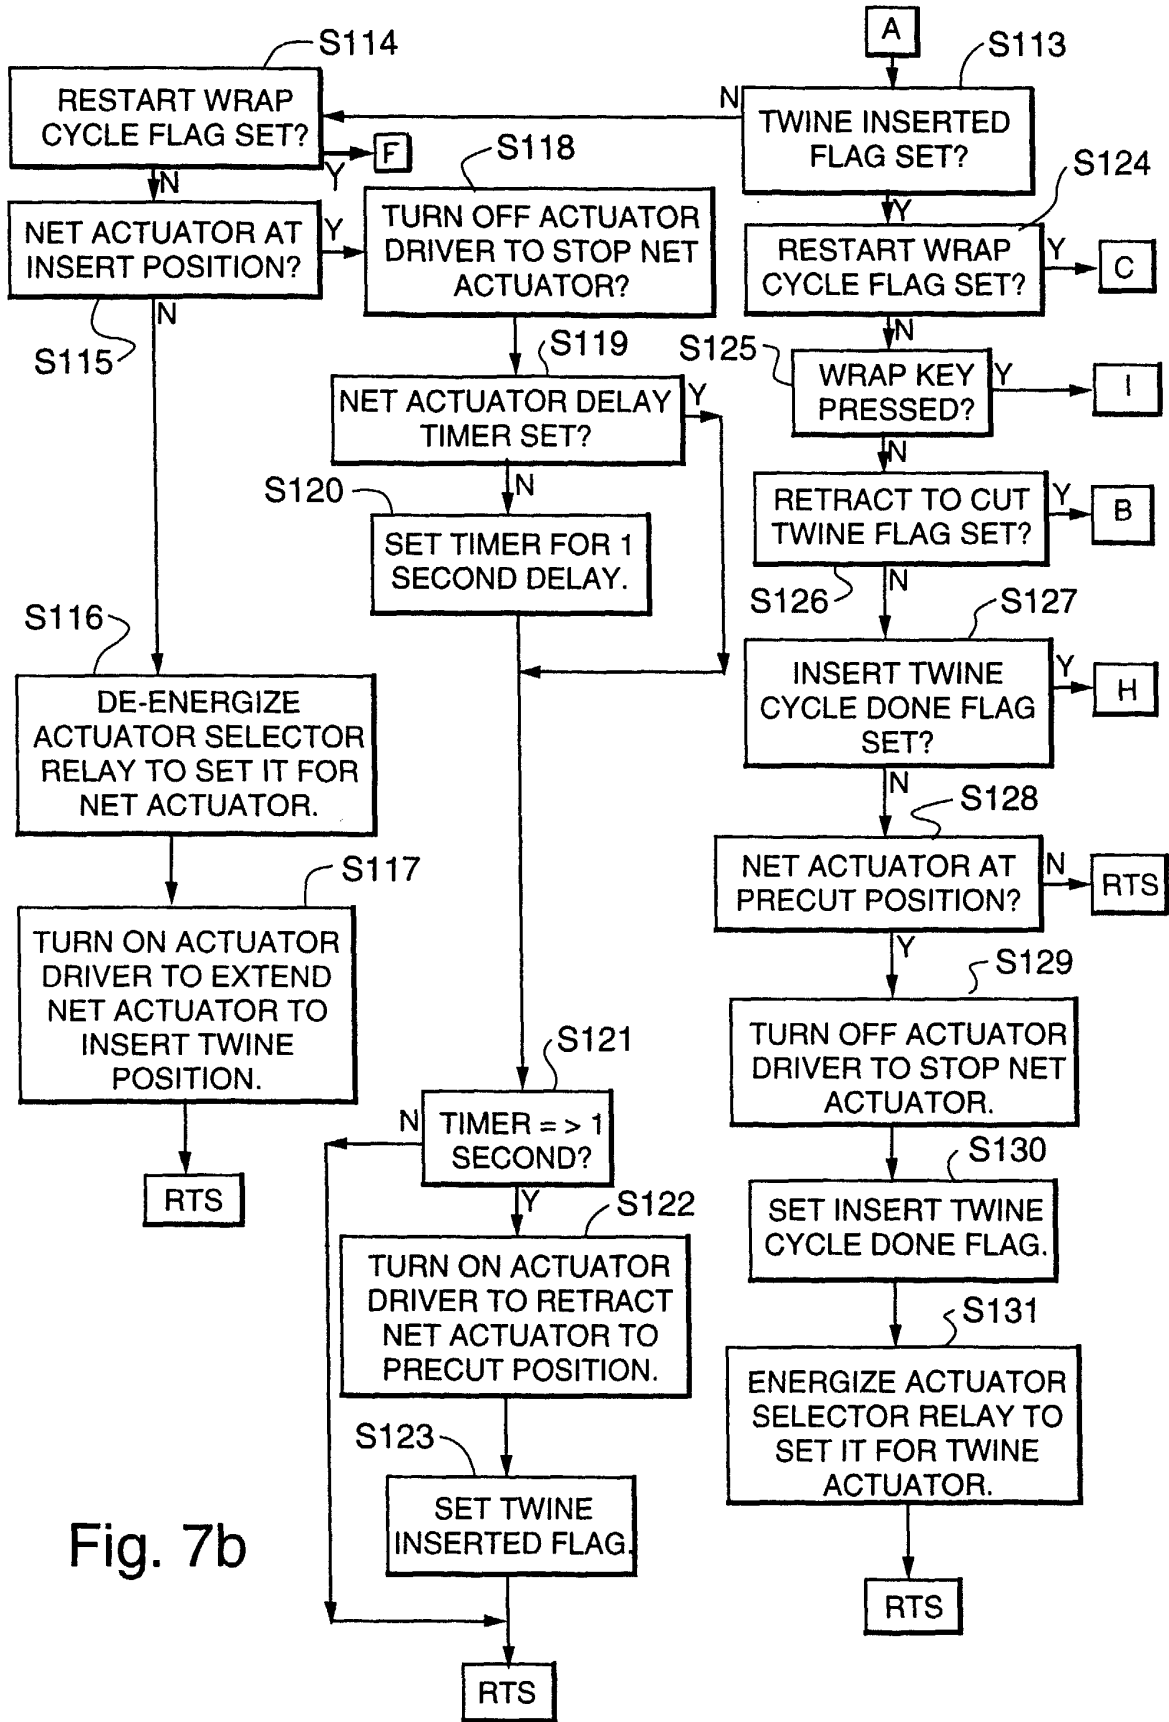 A
S113
TWINE INSERTED
FLAG SET?
N
Y
S114
RESTART WRAP
CYCLE FLAG SET?
Y
F
N
S115
NET ACTUATOR AT
INSERT POSITION?
Y
N
S116
DE-ENERGIZE
ACTUATOR SELECTOR
RELAY TO SET IT FOR
NET ACTUATOR.
S117
TURN ON ACTUATOR
DRIVER TO EXTEND
NET ACTUATOR TO
INSERT TWINE
POSITION.
RTS
S118
TURN OFF ACTUATOR
DRIVER TO STOP NET
ACTUATOR?
S119
NET ACTUATOR DELAY
TIMER SET?
Y
N
S120
SET TIMER FOR 1
SECOND DELAY.
S121
TIMER = > 1
SECOND?
N
Y
S122
TURN ON ACTUATOR
DRIVER TO RETRACT
NET ACTUATOR TO
PRECUT POSITION.
S123
SET TWINE
INSERTED FLAG.
RTS
S124
RESTART WRAP
CYCLE FLAG SET?
Y
C
N
S125
WRAP KEY
PRESSED?
Y
I
N
S126
RETRACT TO CUT
TWINE FLAG SET?
Y
B
N
S127
INSERT TWINE
CYCLE DONE FLAG
SET?
Y
H
N
S128
NET ACTUATOR AT
PRECUT POSITION?
N
RTS
Y
S129
TURN OFF ACTUATOR
DRIVER TO STOP NET
ACTUATOR.
S130
SET INSERT TWINE
CYCLE DONE FLAG.
S131
ENERGIZE ACTUATOR
SELECTOR RELAY TO
SET IT FOR TWINE
ACTUATOR.
RTS
Fig. 7b